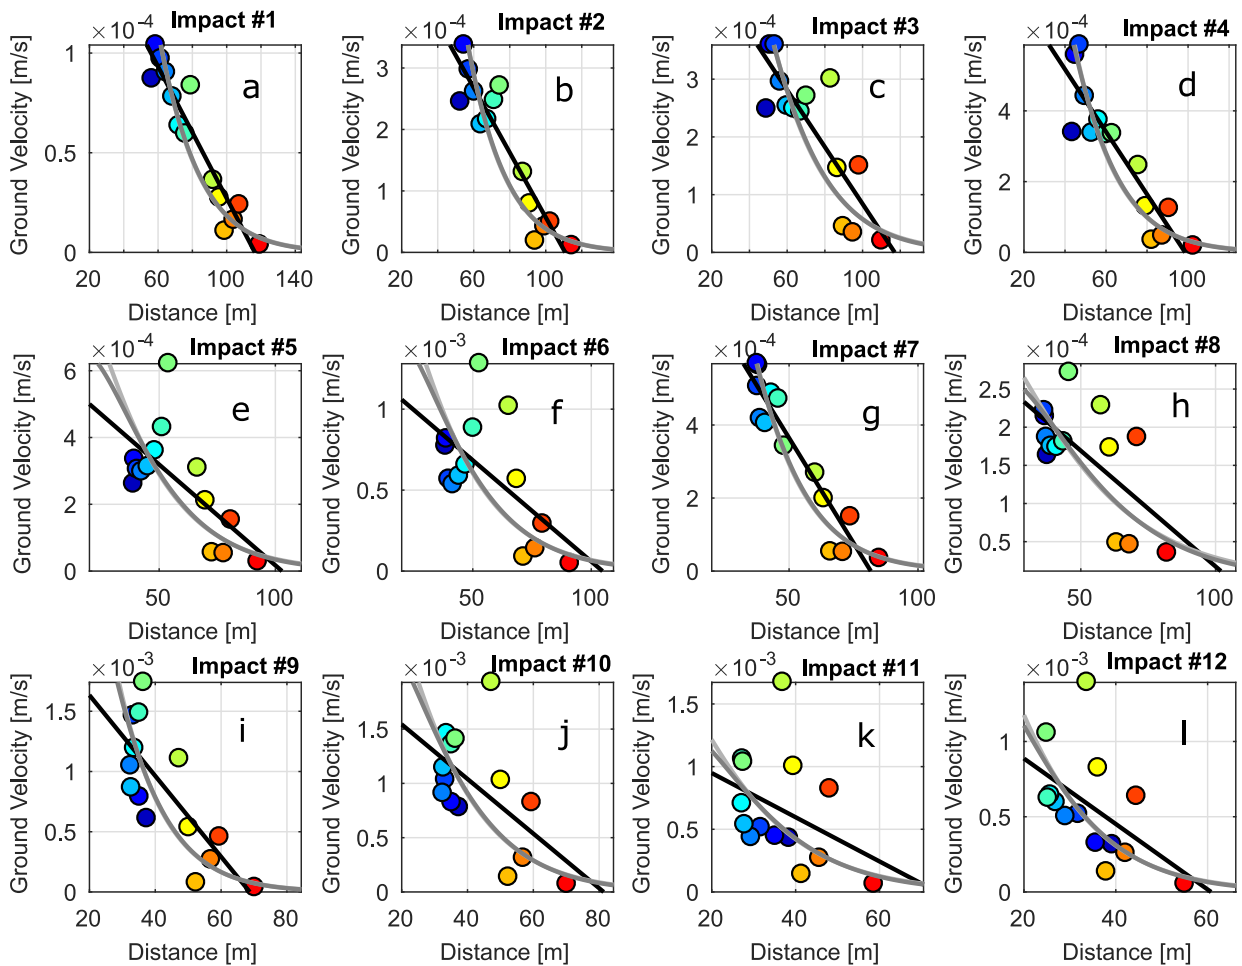 ×10-4 Impact #1
Ground Velocity [m/s]
1
0.5
0
a
20 60 100 140
Distance [m]
×10-4 Impact #2
Ground Velocity [m/s]
3
2
1
0
b
20 60 100
Distance [m]
×10-4 Impact #3
Ground Velocity [m/s]
3
2
1
0
c
20 60 100
Distance [m]
×10-4 Impact #4
Ground Velocity [m/s]
4
2
0
d
20 60 100
Distance [m]
×10-4 Impact #5
Ground Velocity [m/s]
6
4
2
0
e
50 100
Distance [m]
×10-3 Impact #6
Ground Velocity [m/s]
1
0.5
0
f
50 100
Distance [m]
×10-4 Impact #7
Ground Velocity [m/s]
4
2
0
g
50 100
Distance [m]
×10-4 Impact #8
Ground Velocity [m/s]
2.5
2
1.5
1
0.5
h
50 100
Distance [m]
×10-3 Impact #9
Ground Velocity [m/s]
1.5
1
0.5
0
i
20 40 60 80
Distance [m]
×10-3 Impact #10
Ground Velocity [m/s]
1.5
1
0.5
0
j
20 40 60 80
Distance [m]
×10-3 Impact #11
Ground Velocity [m/s]
1.5
1
0.5
0
k
20 40 60
Distance [m]
×10-3 Impact #12
Ground Velocity [m/s]
1
0.5
0
l
20 40 60
Distance [m]